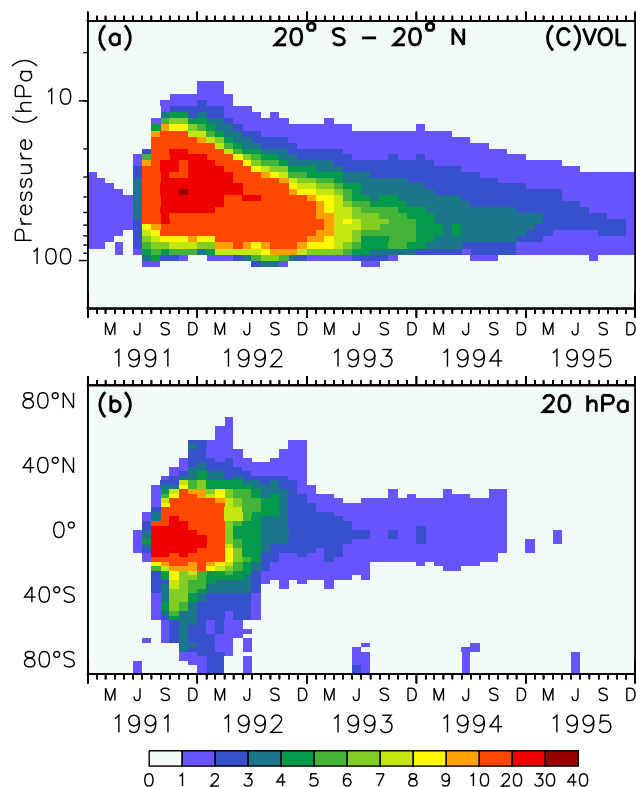 (a) 20° S – 20° N (C)VOL
Pressure (hPa)
10
100
M J S D M J S D M J S D M J S D M J S D
1991 1992 1993 1994 1995
(b) 20 hPa
80°N
40°N
0°
40°S
80°S
M J S D M J S D M J S D M J S D M J S D
1991 1992 1993 1994 1995
0 1 2 3 4 5 6 7 8 9 10 20 30 40